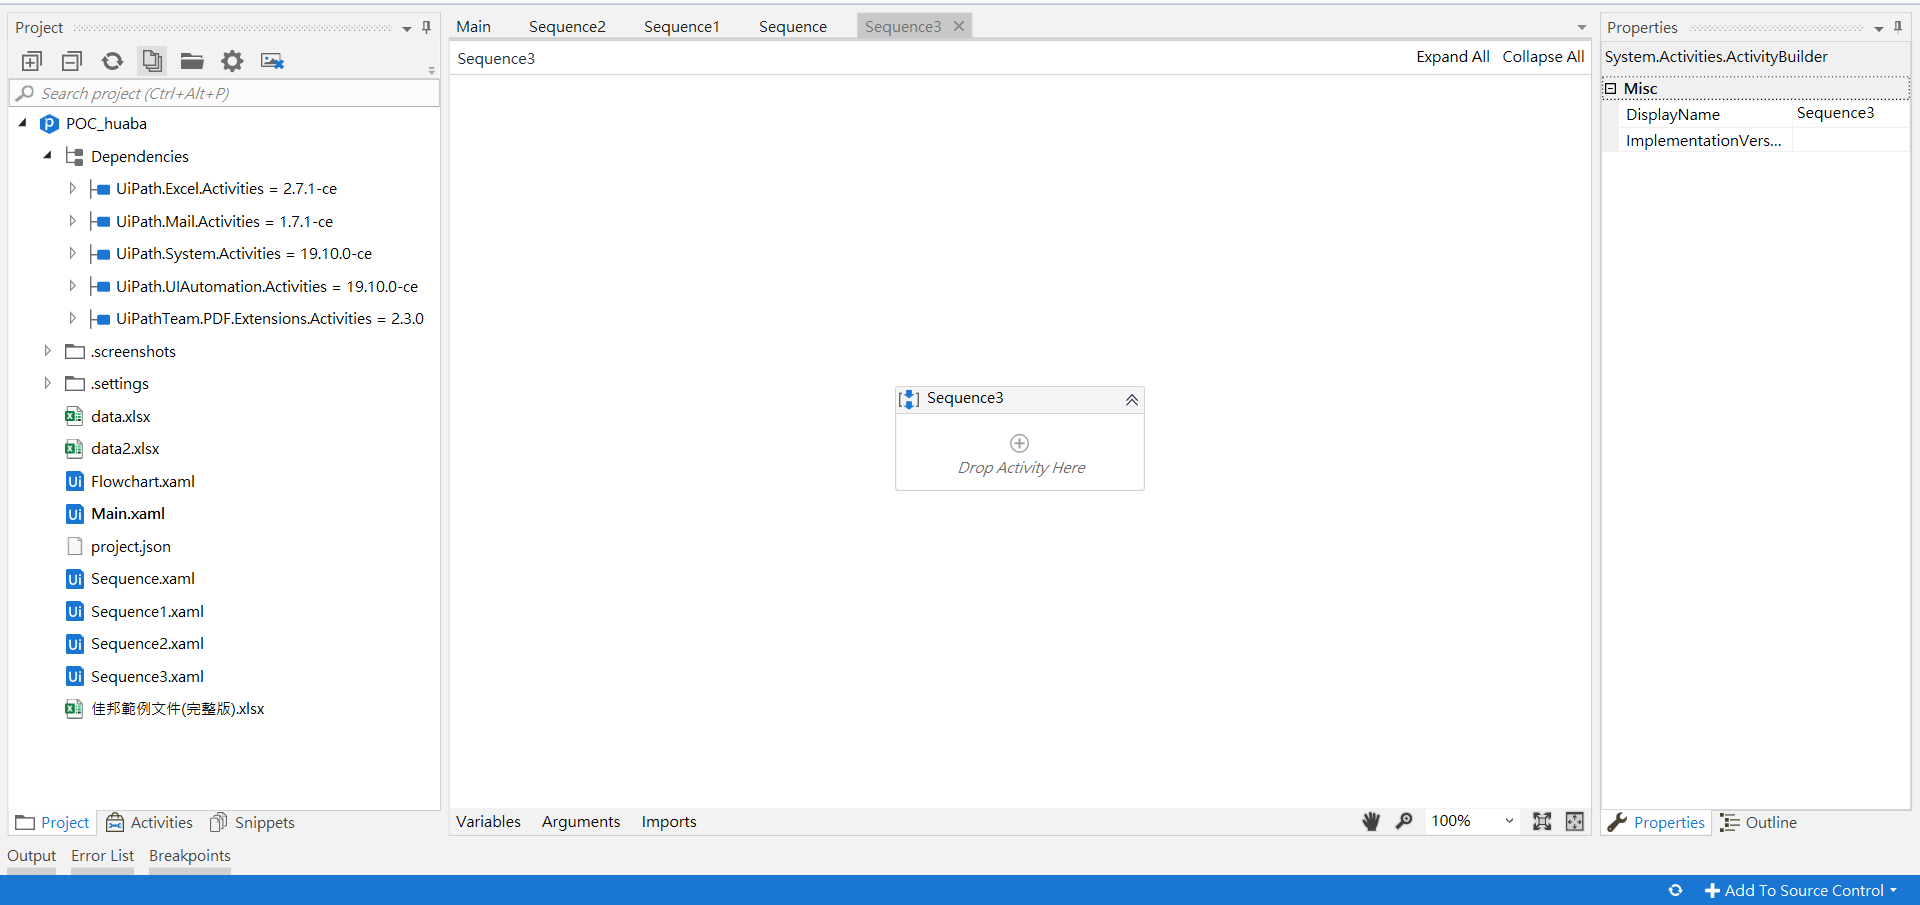 Project
Search project (Ctrl+Alt+P)
POC_huaba
Dependencies
UiPath.Excel.Activities = 2.7.1-ce
UiPath.Mail.Activities = 1.7.1-ce
UiPath.System.Activities = 19.10.0-ce
UiPath.UIAutomation.Activities = 19.10.0-ce
UiPathTeam.PDF.Extensions.Activities = 2.3.0
.screenshots
.settings
data.xlsx
data2.xlsx
Flowchart.xaml
Main.xaml
project.json
Sequence.xaml
Sequence1.xaml
Sequence2.xaml
Sequence3.xaml
佳邦範例文件(完整版).xlsx
Project Activities Snippets
Main Sequence2 Sequence1 Sequence Sequence3
Sequence3 Expand All Collapse All
Sequence3
Drop Activity Here
Variables Arguments Imports 100%
Properties
System.Activities.ActivityBuilder
Misc
DisplayName Sequence3
ImplementationVers...
Properties Outline
Output Error List Breakpoints
Add To Source Control